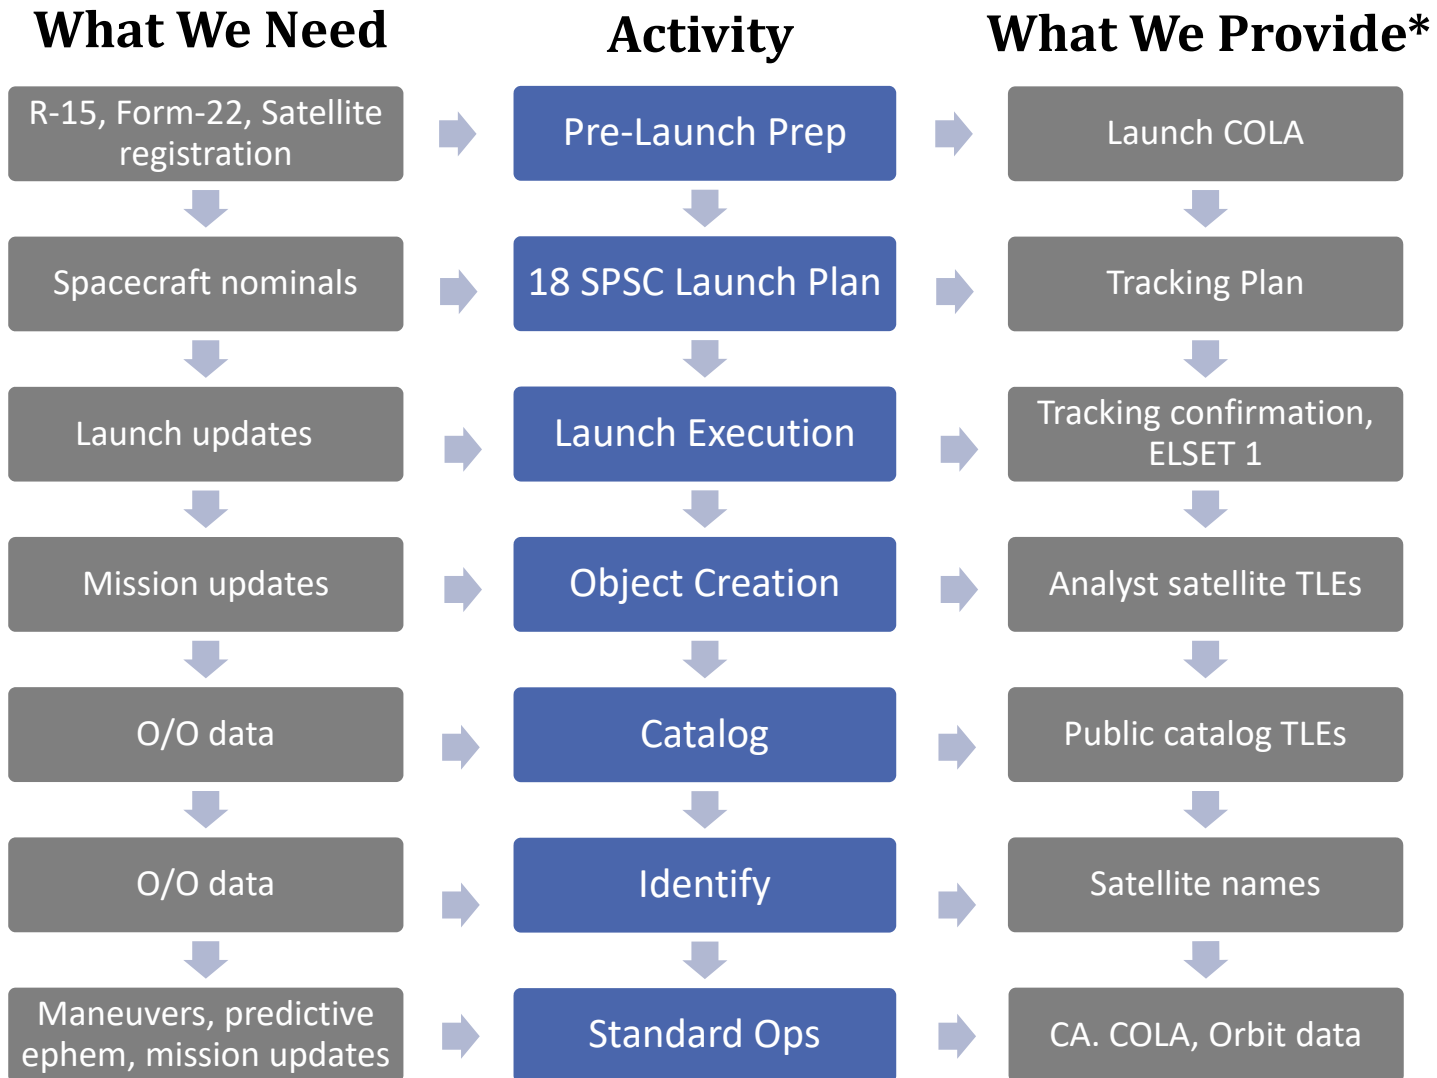 What We Need
Activity
What We Provide*
R-15, Form-22, Satellite
registration
Pre-Launch Prep
Launch COLA
Spacecraft nominals
18 SPSC Launch Plan
Tracking Plan
Launch updates
Launch Execution
Tracking confirmation,
ELSET 1
Mission updates
Object Creation
Analyst satellite TLEs
O/O data
Catalog
Public catalog TLEs
O/O data
Identify
Satellite names
Maneuvers, predictive
ephem, mission updates
Standard Ops
CA. COLA, Orbit data